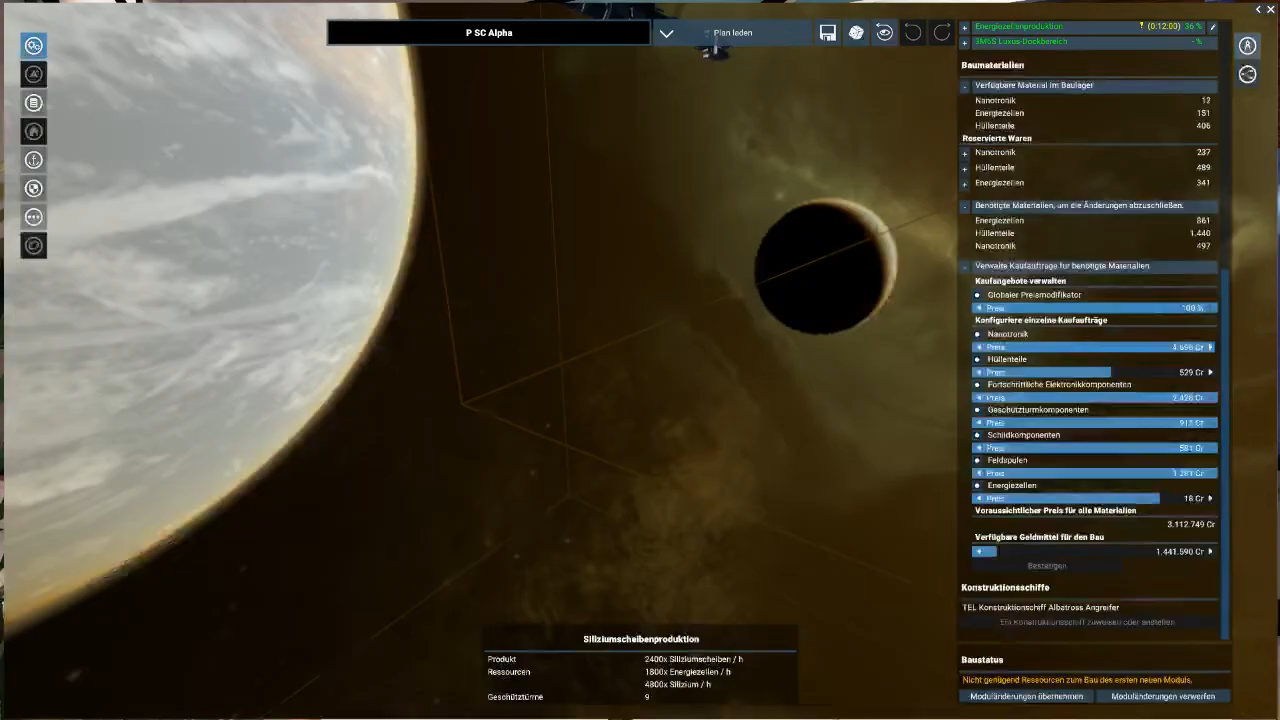 P SC Alpha
Plan leden
Energiezellenproduktion (0:12:00) 36 %
3M6S Luxus-Dockbereich - %
Baumaterialien
Verfügbare Material im Baulager
Nanotronik 12
Energiezellen 151
Hüllenteile 406
Reservierte Waren
Nanotronik 237
Hüllenteile 489
Energiezellen 341
Benötigte Materialien, um die Änderungen abzuschließen.
Energiezellen 861
Hüllenteile 1.440
Nanotronik 497
Verwalte Kaufaufträge für benötigte Materialien
Kaufangebote verwalten
Globaler Preismodifikator
Preis 100 %
Konfiguriere einzelne Kaufaufträge
Nanotronik
Preis
Hüllenteile
Preis 529 Cr
Fortschrittliche Elektronikkomponenten
Preis
Geschützturmkomponenten
Preis
Schildkomponenten
Preis
Feldspulen
Preis
Energiezellen
Preis 18 Cr
Voraussichtlicher Preis für alle Materialien
3.112.749 Cr
Verfügbare Geldmittel für den Bau
1.441.590 Cr
Bestätigen
Konstruktionsschiffe
TEL Konstruktionschiff Albatross Angreifer
Ein Konstruktionsschiff zuweisen oder anstellen
Baustatus
Nicht genügend Ressourcen zum Bau des ersten neuen Moduls.
Moduländerungen übernehmen Moduländerungen verwerfen
Siliziumscheibenproduktion
Produkt 2400x Siliziumscheiben / h
Ressourcen 1800x Energiezellen / h
4800x Silizium / h
Geschütztürme 9